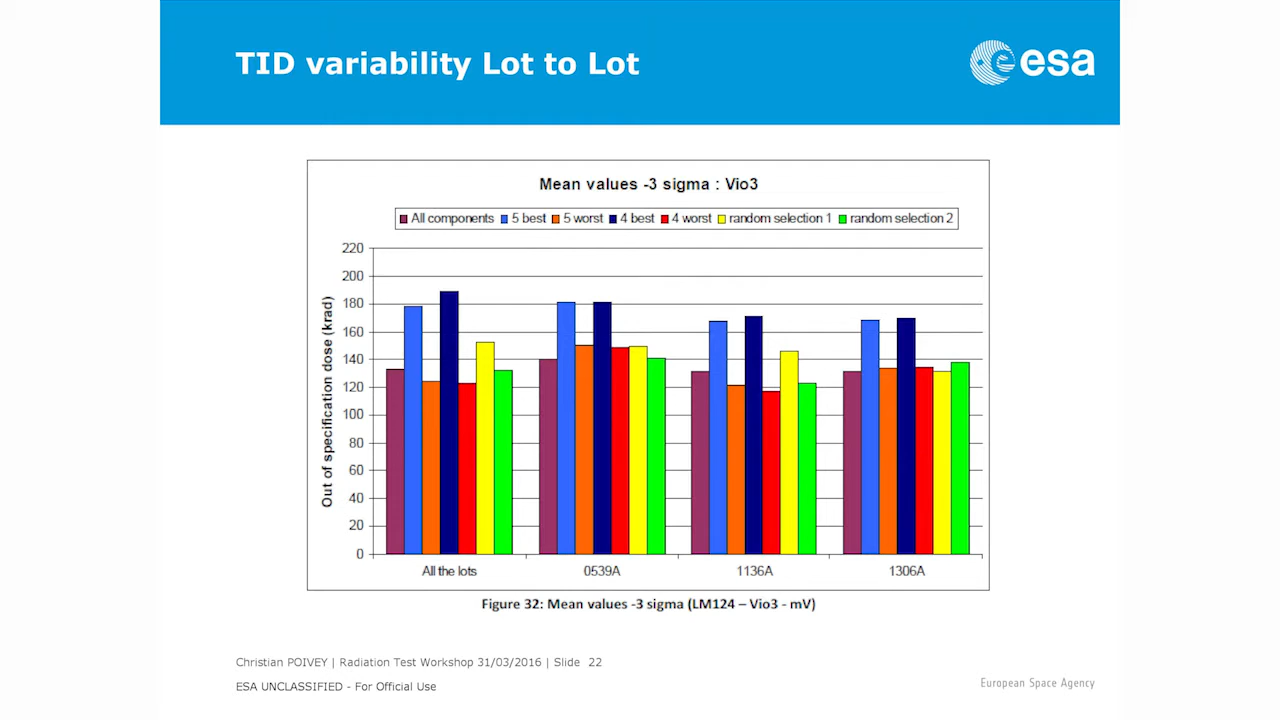 TID variability Lot to Lot
esa
Mean values -3 sigma : Vio3
All components 5 best 5 worst 4 best 4 worst random selection 1 random selection 2
Out of specification dose (krad)
220
200
180
160
140
120
100
80
60
40
20
0
All the lots 0539A 1136A 1306A
Figure 32: Mean values -3 sigma (LM124 – Vio3 - mV)
Christian POIVEY | Radiation Test Workshop 31/03/2016 | Slide 22
ESA UNCLASSIFIED - For Official Use
European Space Agency